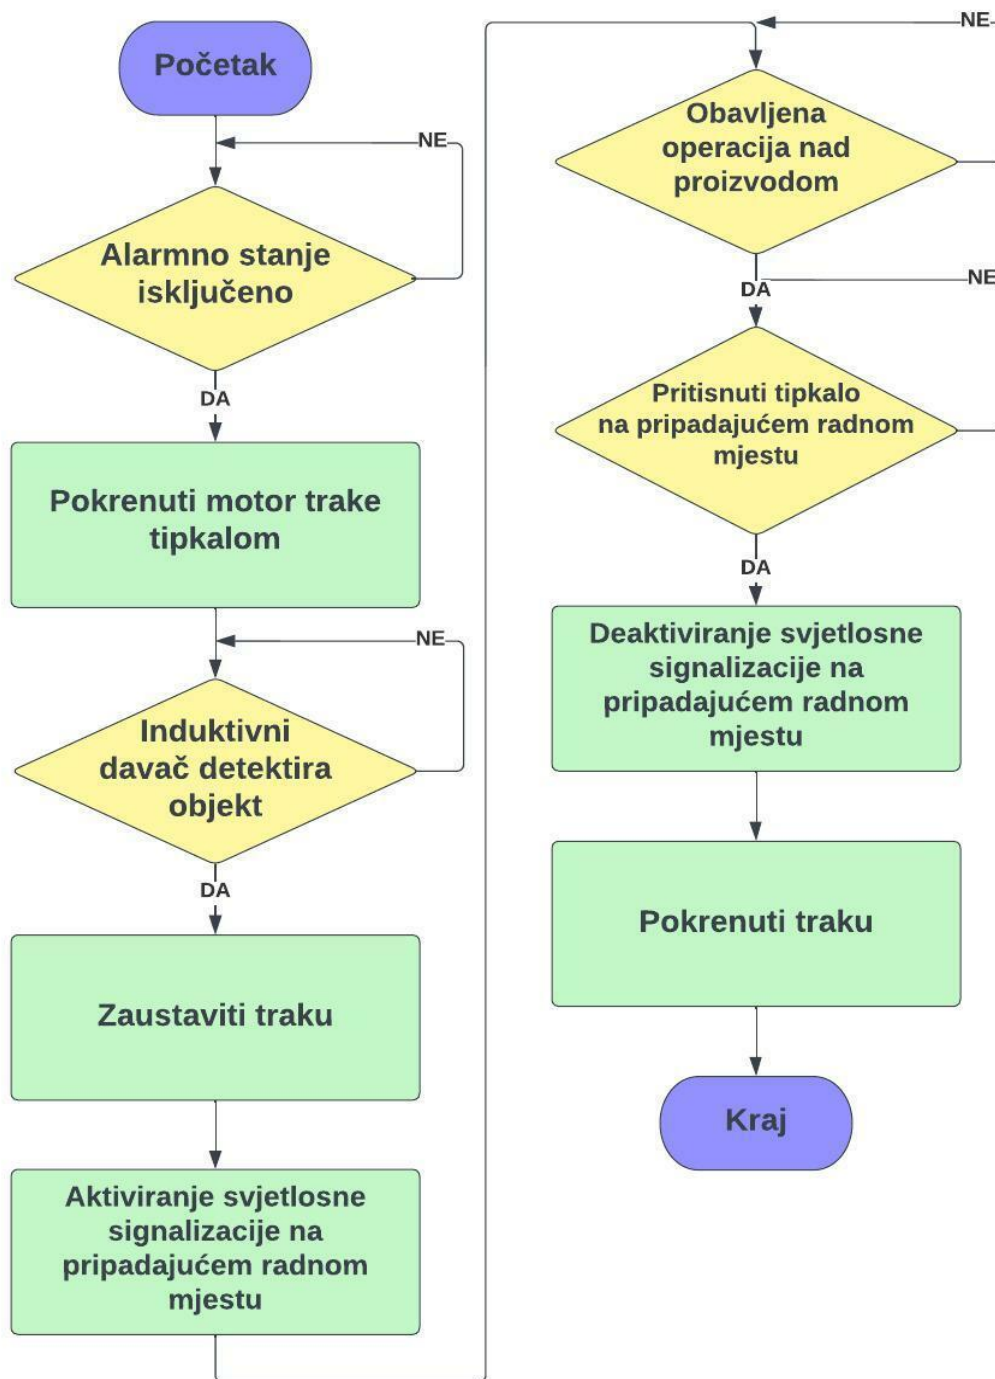 Početak
NE
Alarmno stanje
isključeno
DA
Pokrenuti motor trake
tipkalom
NE
Induktivni
davač detektira
objekt
DA
Zaustaviti traku
Aktiviranje svjetlosne
signalizacije na
pripadajućem radnom
mjestu
NE
Obavljena
operacija nad
proizvodom
DA
NE
Pritisnuti tipkalo
na pripadajućem radnom
mjestu
DA
Deaktiviranje svjetlosne
signalizacije na
pripadajućem radnom
mjestu
Pokrenuti traku
Kraj